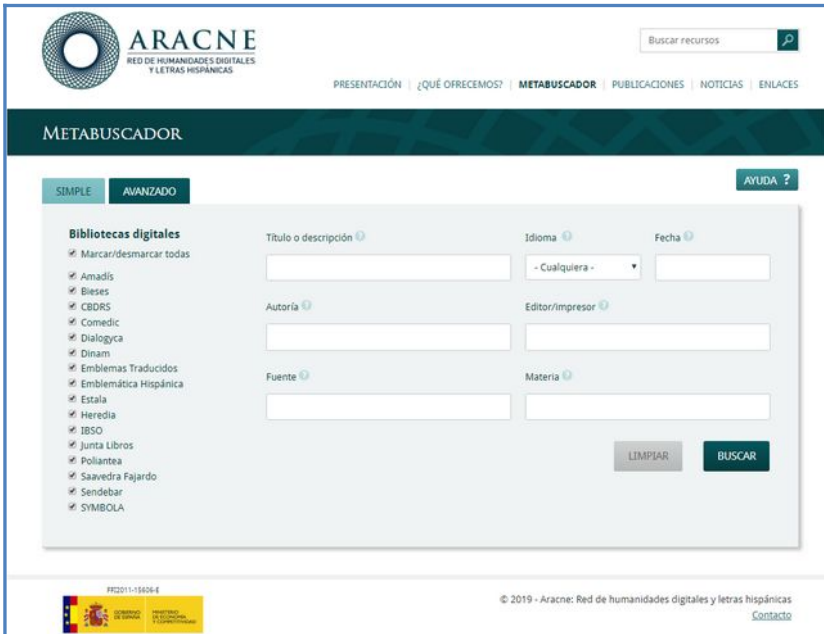 ARACNE
RED DE HUMANIDADES DIGITALES
Y LETRAS HISPÁNICAS
Buscar recursos
PRESENTACIÓN | ¿QUÉ OFRECEMOS? | METABUSCADOR | PUBLICACIONES | NOTICIAS | ENLACES
METABUSCADOR
SIMPLE AVANZADO AYUDA ?
Bibliotecas digitales
Marcar/desmarcar todas
Amadís
Bieses
CBDRS
Comedic
Dialogyca
Dinam
Emblemas Traducidos
Emblemática Hispánica
Estala
Heredia
IBSO
Junta Libros
Poliantea
Saavedra Fajardo
Sendebar
SYMBOLA
Título o descripción ? Idioma ? Fecha ?
- Cualquiera -
Autoría ? Editor/impresor ?
Fuente ? Materia ?
LIMPIAR BUSCAR
FFI2011-15606-E
GOBIERNO
DE ESPAÑA
MINISTERIO
DE ECONOMÍA
Y COMPETITIVIDAD
© 2019 - Aracne: Red de humanidades digitales y letras hispánicas
Contacto